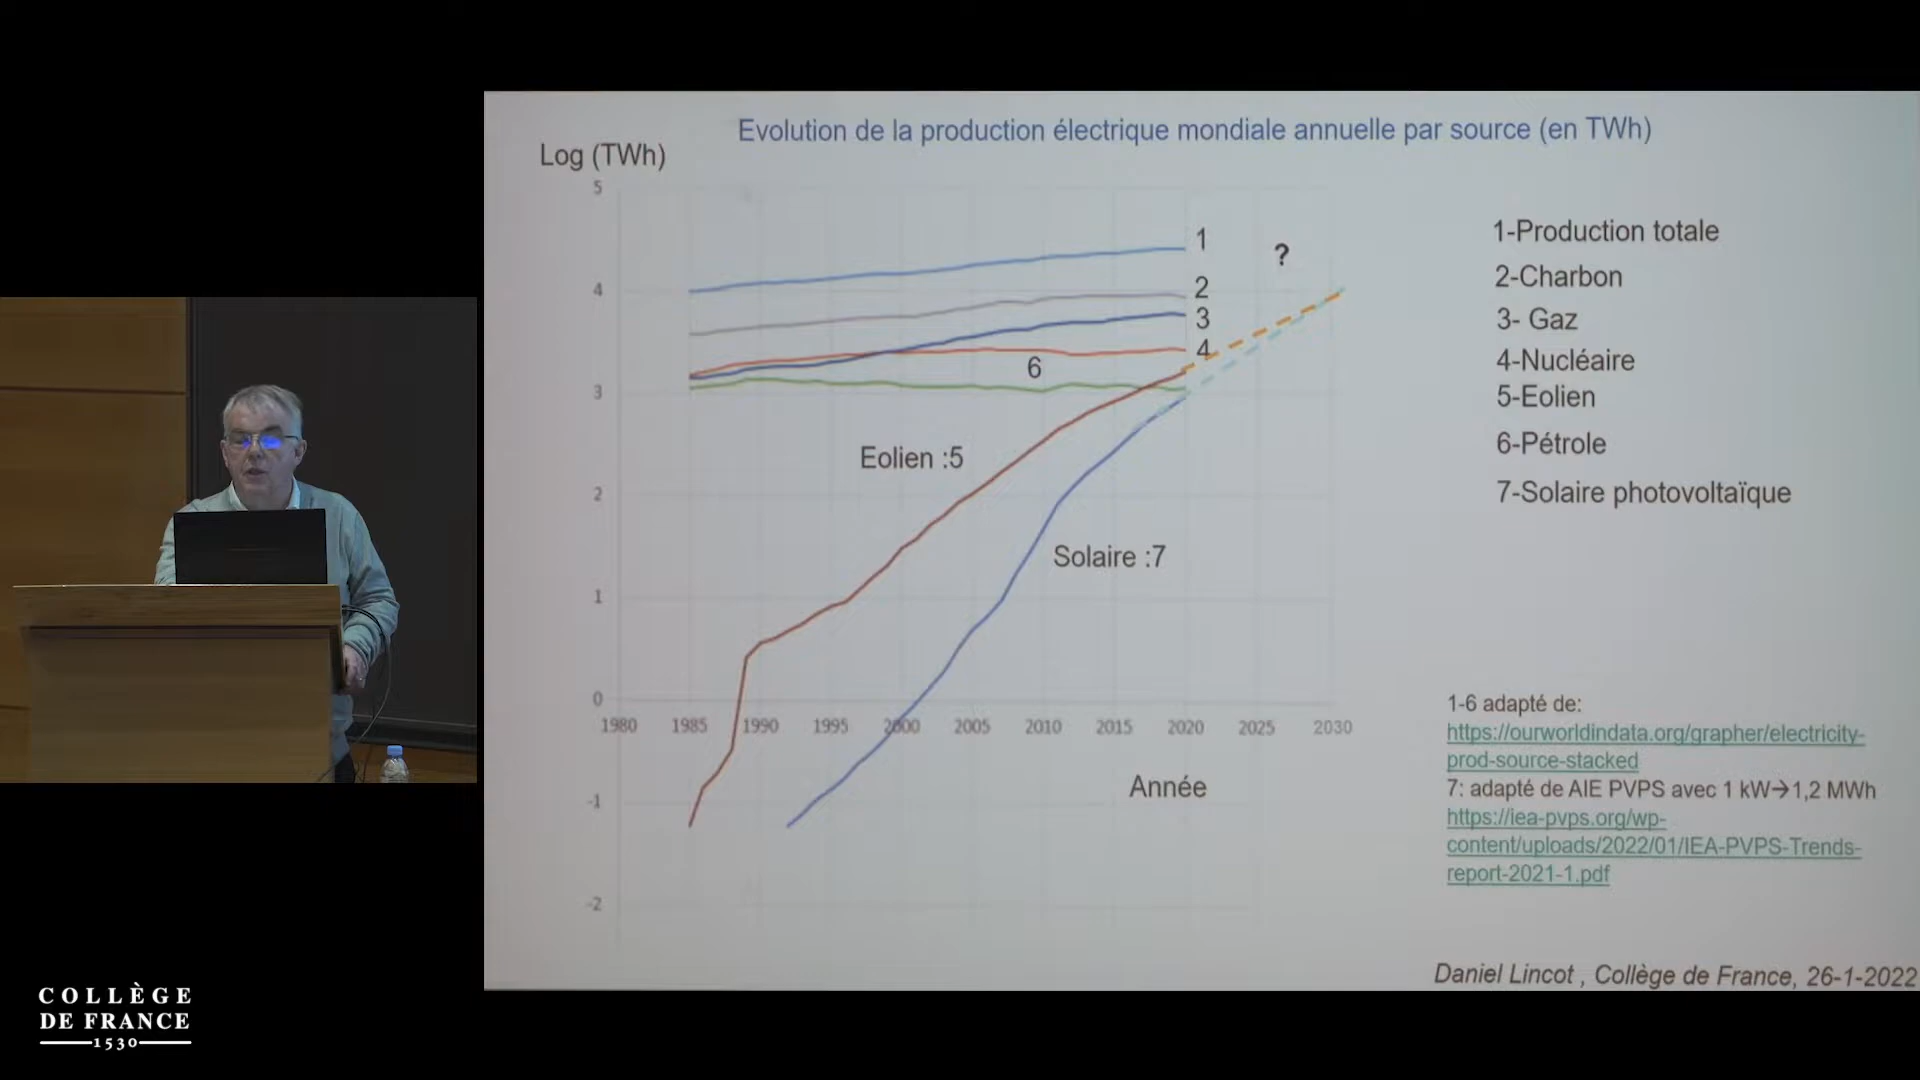 Evolution de la production électrique mondiale annuelle par source (en TWh)
Log (TWh)
5
4
3
2
1
0
-1
-2
1980 1985 1990 1995 2000 2005 2010 2015 2020 2025 2030
Année
1
2
3
4
6
?
Eolien :5
Solaire :7
1-Production totale
2-Charbon
3- Gaz
4-Nucléaire
5-Eolien
6-Pétrole
7-Solaire photovoltaïque
1-6 adapté de:
https://ourworldindata.org/grapher/electricity-
prod-source-stacked
7: adapté de AIE PVPS avec 1 kW→1,2 MWh
https://iea-pvps.org/wp-
content/uploads/2022/01/IEA-PVPS-Trends-
report-2021-1.pdf
Daniel Lincot , Collège de France, 26-1-2022
COLLÈGE
DE FRANCE
1530